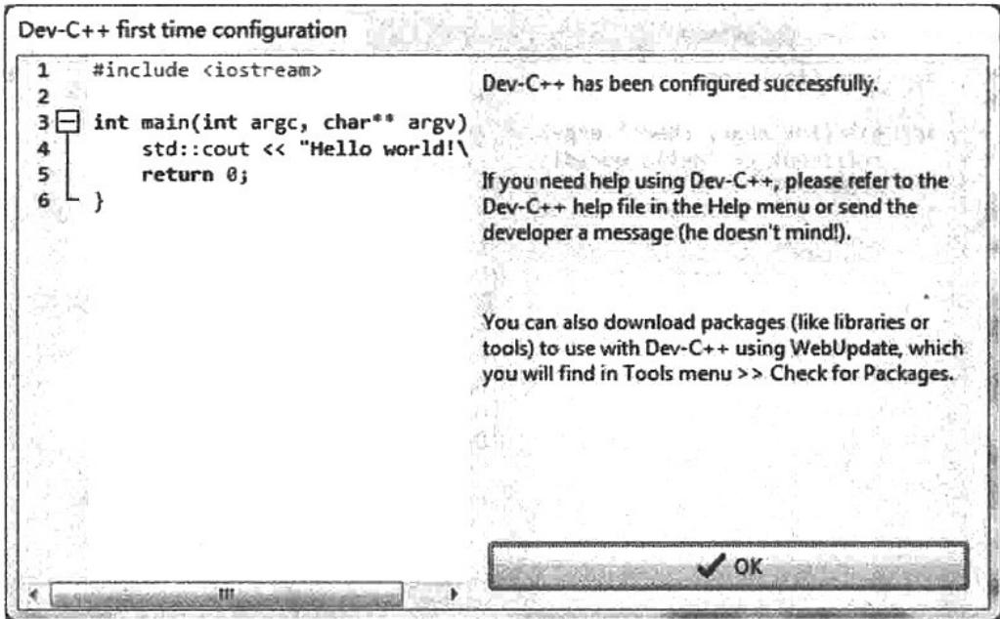 Dev-C++ first time configuration
1 #include <iostream>
2
3 int main(int argc, char** argv)
4 std::cout << "Hello world!\
5 return 0;
6 }
Dev-C++ has been configured successfully.
If you need help using Dev-C++, please refer to the
Dev-C++ help file in the Help menu or send the
developer a message (he doesn't mind!).
You can also download packages (like libraries or
tools) to use with Dev-C++ using WebUpdate, which
you will find in Tools menu >> Check for Packages.
OK